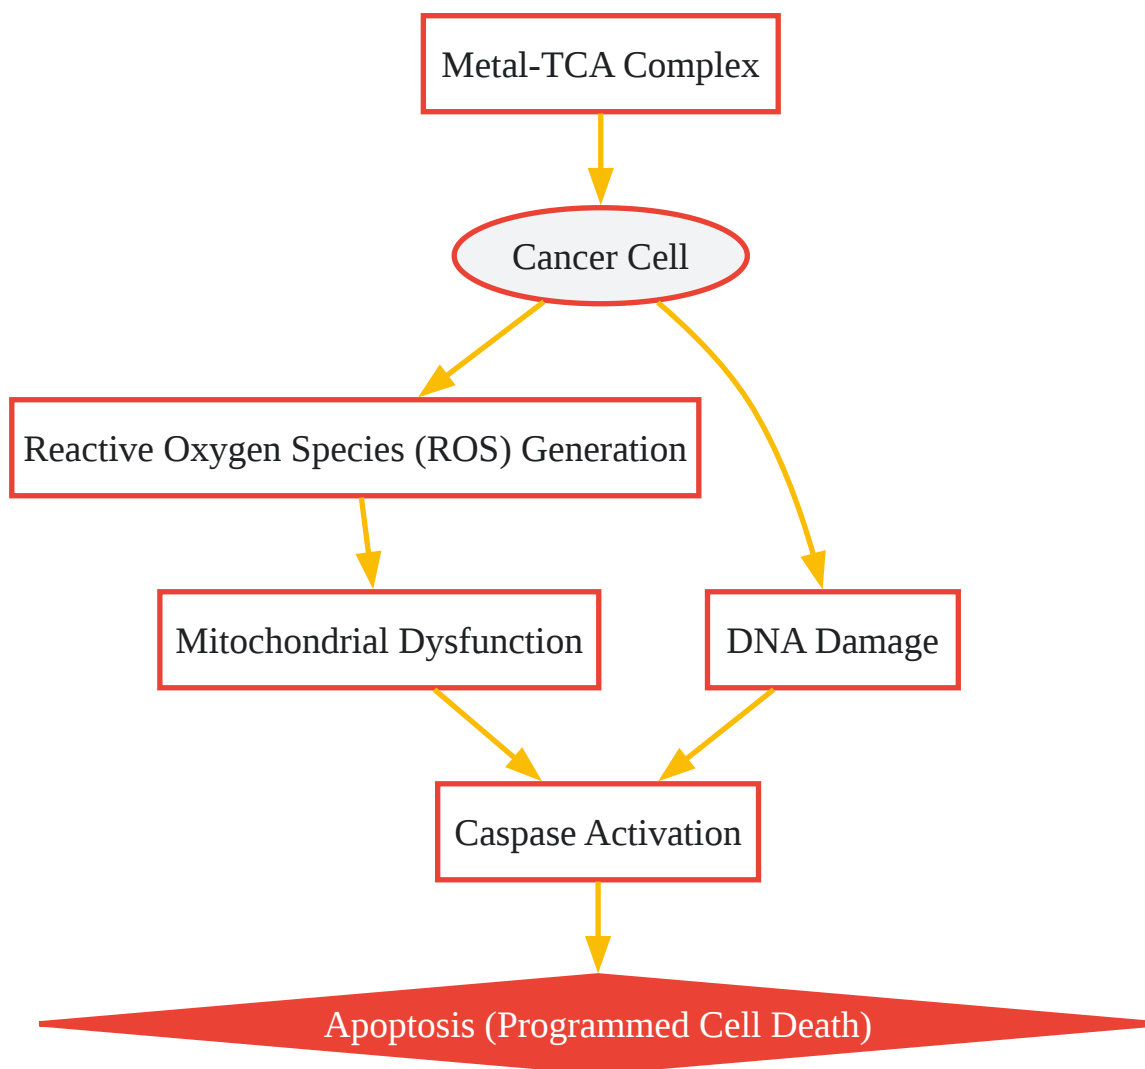 Metal-TCA Complex
Cancer Cell
Reactive Oxygen Species (ROS) Generation
Mitochondrial Dysfunction
DNA Damage
Caspase Activation
Apoptosis (Programmed Cell Death)